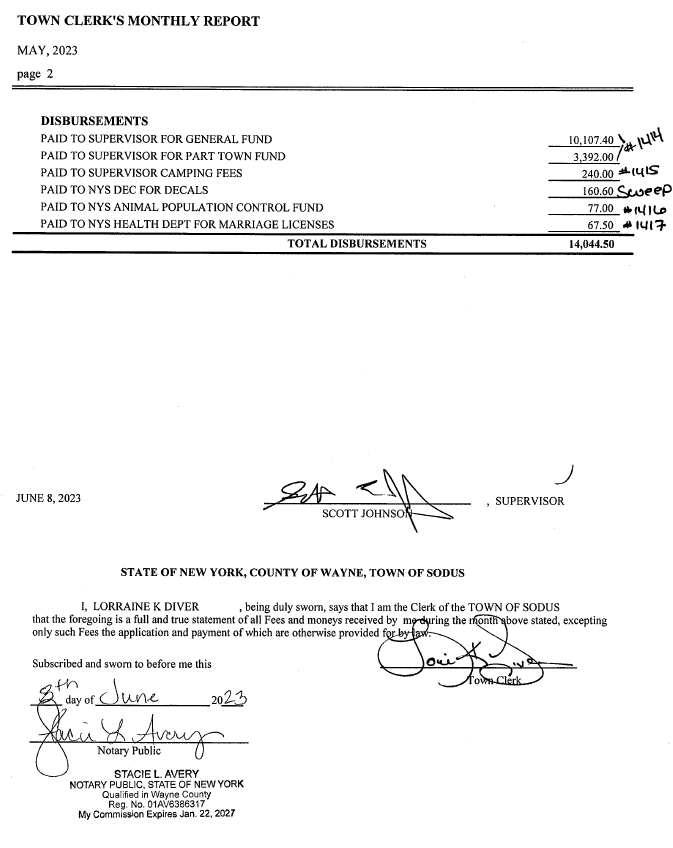 TOWN CLERK'S MONTHLY REPORT
MAY, 2023
page 2
DISBURSEMENTS
PAID TO SUPERVISOR FOR GENERAL FUND 10,107.40
PAID TO SUPERVISOR FOR PART TOWN FUND 3,392.00 #1414
PAID TO SUPERVISOR CAMPING FEES 240.00 #1415
PAID TO NYS DEC FOR DECALS 160.60 Sweep
PAID TO NYS ANIMAL POPULATION CONTROL FUND 77.00 #1416
PAID TO NYS HEALTH DEPT FOR MARRIAGE LICENSES 67.50 #1417
TOTAL DISBURSEMENTS 14,044.50
JUNE 8, 2023 , SUPERVISOR
SCOTT JOHNSON
STATE OF NEW YORK, COUNTY OF WAYNE, TOWN OF SODUS
I, LORRAINE K DIVER , being duly sworn, says that I am the Clerk of the TOWN OF SODUS
that the foregoing is a full and true statement of all Fees and moneys received by me during the month above stated, excepting
only such Fees the application and payment of which are otherwise provided for by law.
Subscribed and sworn to before me this
Lorie K Diver
Town Clerk
8th day of June 2023
Stacie L. Avery
Notary Public
STACIE L. AVERY
NOTARY PUBLIC, STATE OF NEW YORK
Qualified in Wayne County
Reg. No. 01AV6386317
My Commission Expires Jan. 22, 2027